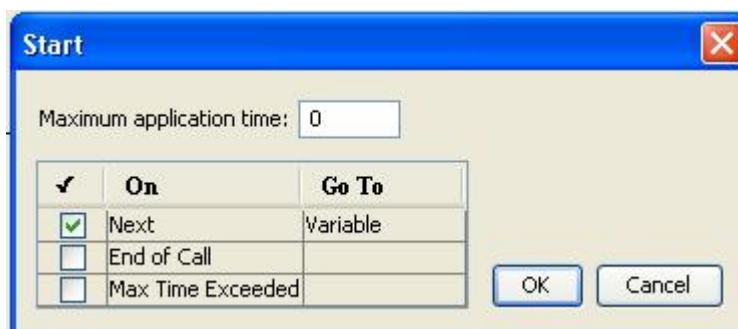 Start
Maximum application time: 0
✓ On Go To
Next Variable
End of Call
Max Time Exceeded
OK Cancel